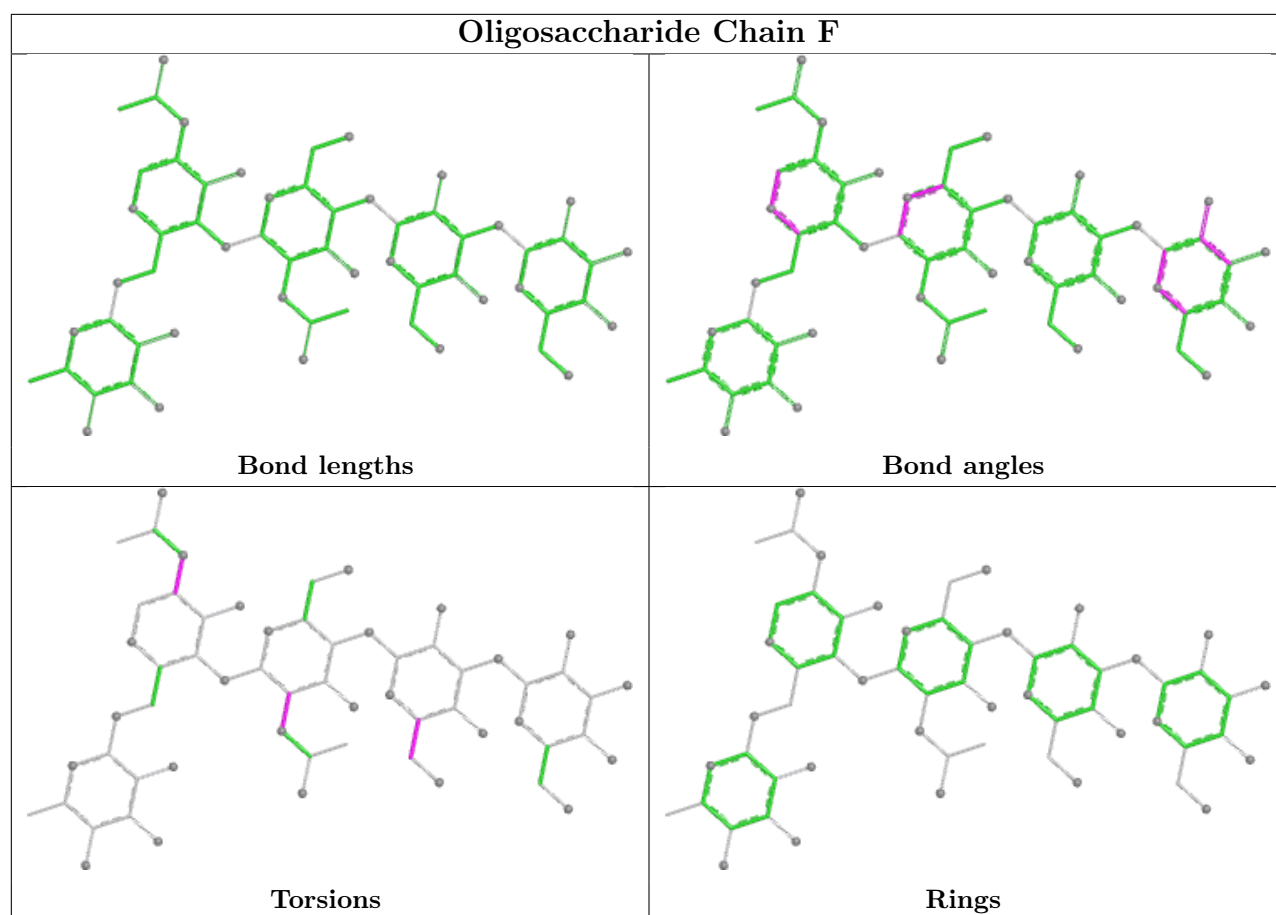 Oligosaccharide Chain F
Bond lengths
Bond angles
Torsions
Rings